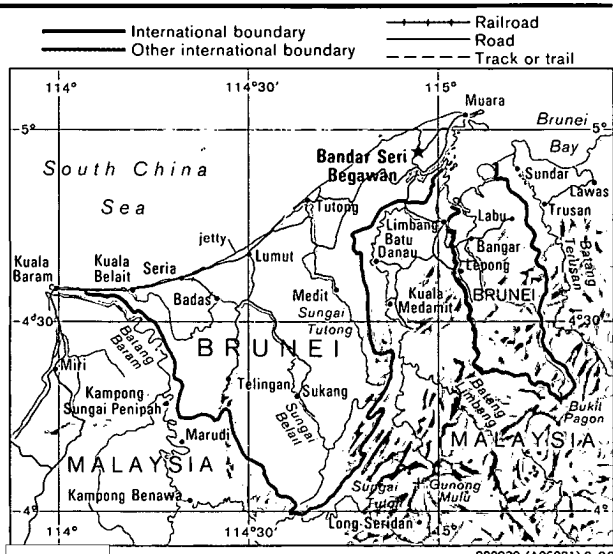 International boundary
Other international boundary
Railroad
Road
Track or trail
114°
114°30'
115°
Muara
5°
5°
Brunei
Bay
South China
Sea
Bandar Seri
Begawan
Sundar
Lawas
Trusan
Tutong
Limbang
Labu
jetty
Batu
Danau
Bangar
Batang
Terusan
Kuala
Baram
Kuala
Belait
Seria
Lumut
Lepong
BRUNEI
Badas
Medit
Kuala
Medamit
Sungai
Tutong
4°30'
4°30'
Batang
Baram
BRUNEI
Miri
Telingan
Sukang
Batang
Limbang
Bukil
Pagon
Kampong
Sungai Penipah
Sungai
Belait
Marudi
MALAYSIA
MALAYSIA
Kampong Benawa
Sungai
Gunong
Mulu
4°
4°
Long Seridan
114°
114°30'
115°